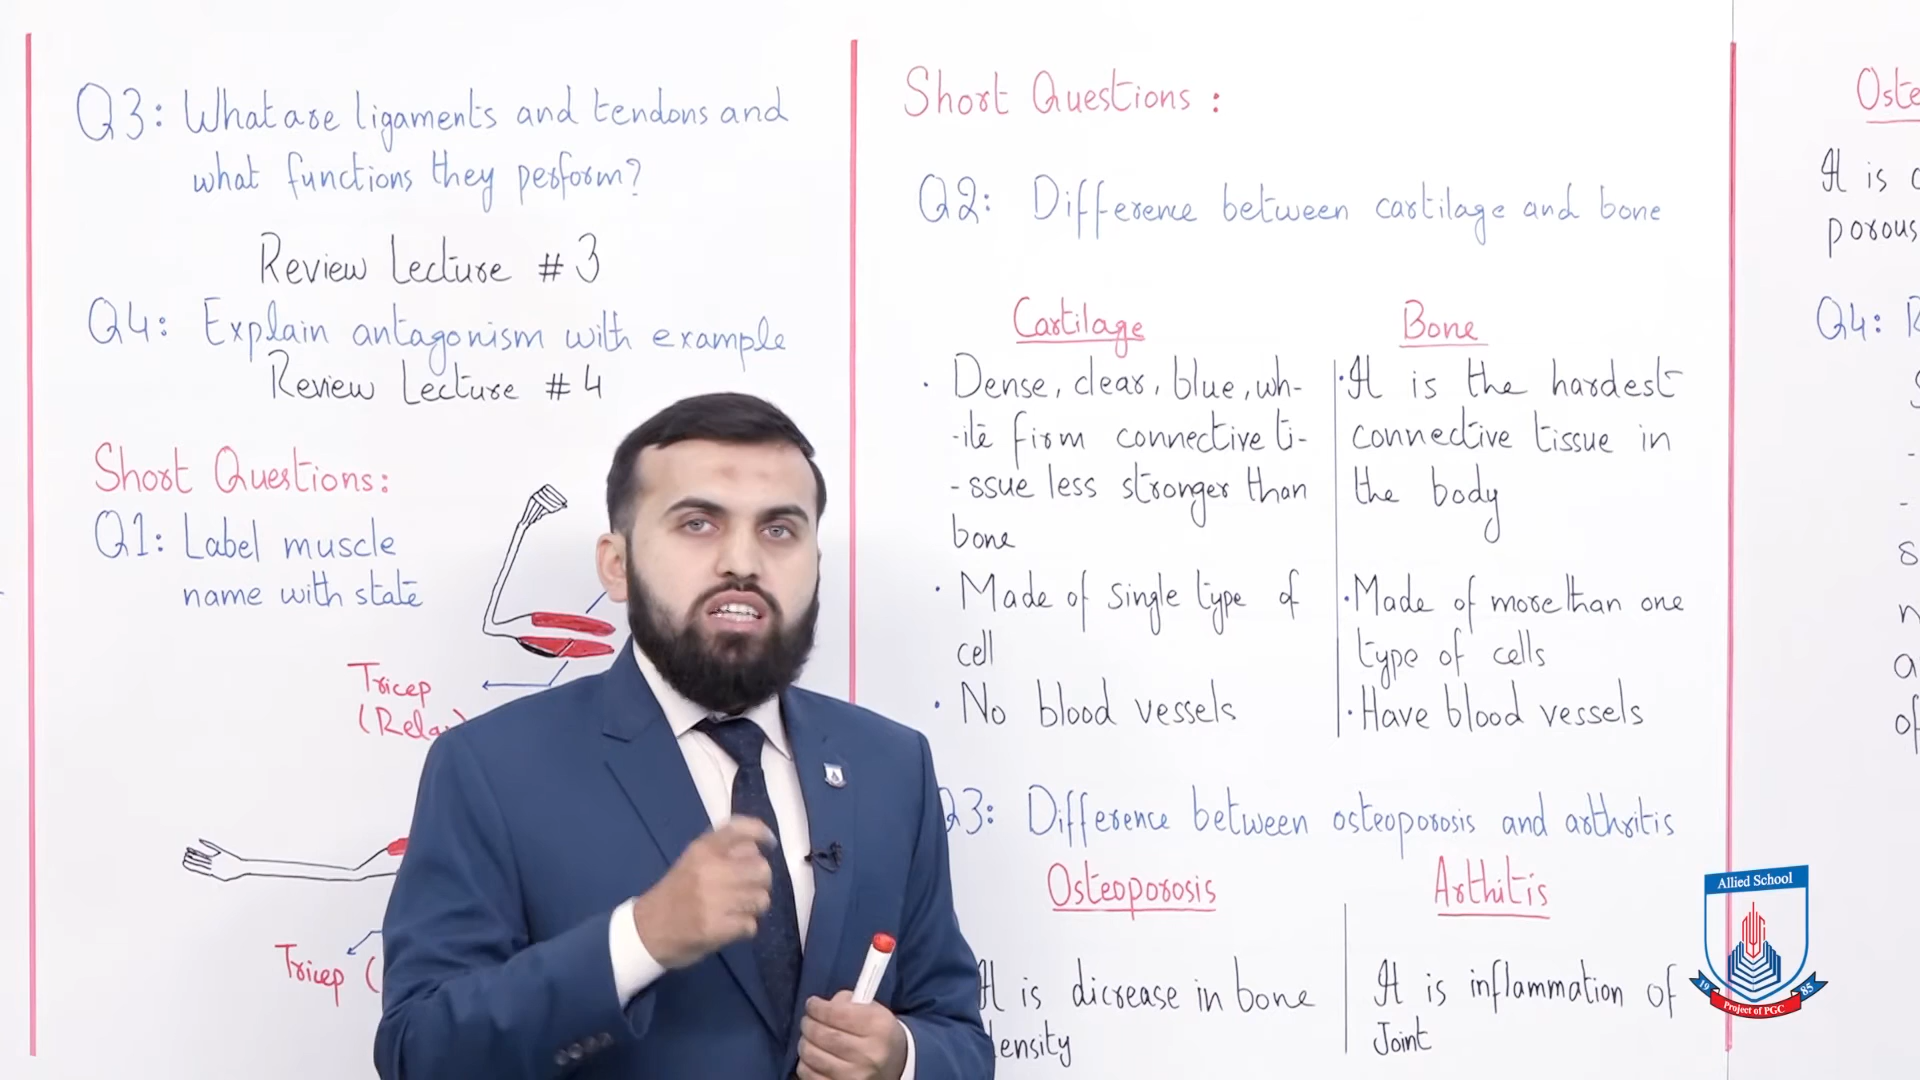 Q3: What are ligaments and tendons and
what functions they perform?
Review Lecture # 3
Q4: Explain antagonism with example
Review Lecture # 4
Short Questions:
Q1: Label muscle
name with state
Tricep
Tricep (
Short Questions :
Q2: Difference between cartilage and bone
Cartilage
· Dense, clear, blue, wh-
-ite firm connective ti-
-ssue less stronger than
bone
· Made of single type of
cell
· No blood vessels
Bone
· It is the hardest
connective tissue in
the body
· Made of more than one
type of cells
· Have blood vessels
Q3: Difference between osteoporosis and arthritis
Osteoporosis
It is dicrease in bone
Arthitis
It is inflammation of
Joint
It is
porous
Q4:
Allied School
19 85
Project of PGC